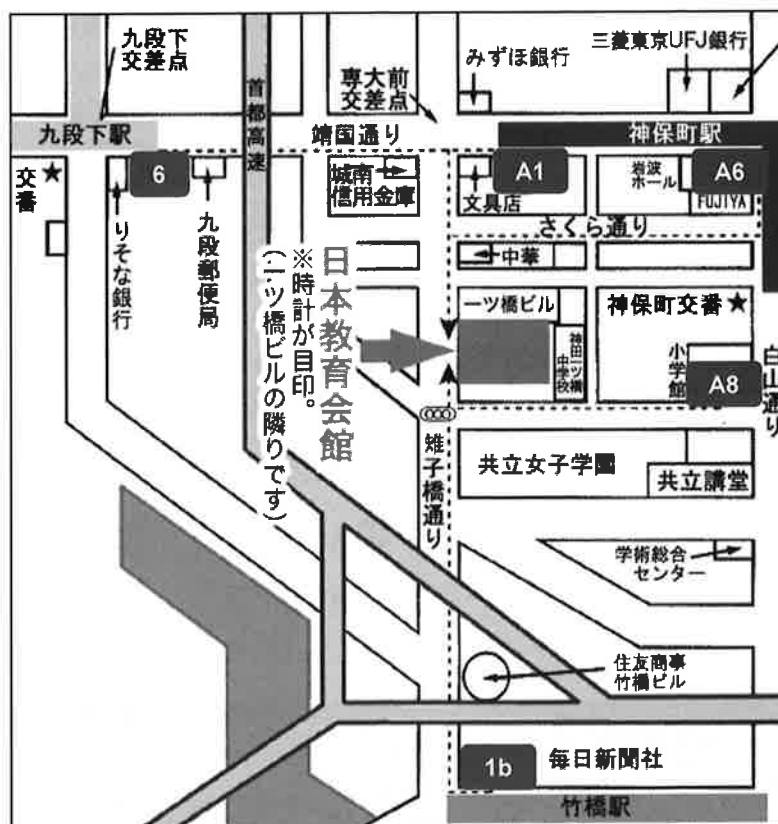 九段下
交差点
首都高速
専大前
交差点
みずほ銀行
三菱東京UFJ銀行
九段下駅
靖国通り
神保町駅
交番
6
りそな銀行
九段郵便局
城南
信用金庫
A1
文具店
岩波
ホール
A6
FUJIYA
さくら通り
中華
日本教育会館
※時計が目印。
(一ツ橋ビルの隣りです)
一ツ橋ビル
神田一ツ橋
中学校
神保町交番
小学館
A8
白山通り
雉子橋通り
共立女子学園
共立講堂
学術総合
センター
住友商事
竹橋ビル
1b
毎日新聞社
竹橋駅